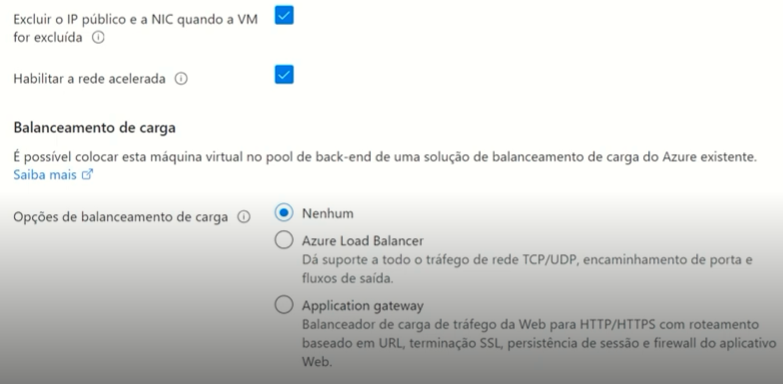 Excluir o IP público e a NIC quando a VM
for excluída
Habilitar a rede acelerada
Balanceamento de carga
É possível colocar esta máquina virtual no pool de back-end de uma solução de balanceamento de carga do Azure existente.
Saiba mais
Opções de balanceamento de carga
Nenhum
Azure Load Balancer
Dá suporte a todo o tráfego de rede TCP/UDP, encaminhamento de porta e
fluxos de saída.
Application gateway
Balanceador de carga de tráfego da Web para HTTP/HTTPS com roteamento
baseado em URL, terminação SSL, persistência de sessão e firewall do aplicativo
Web.